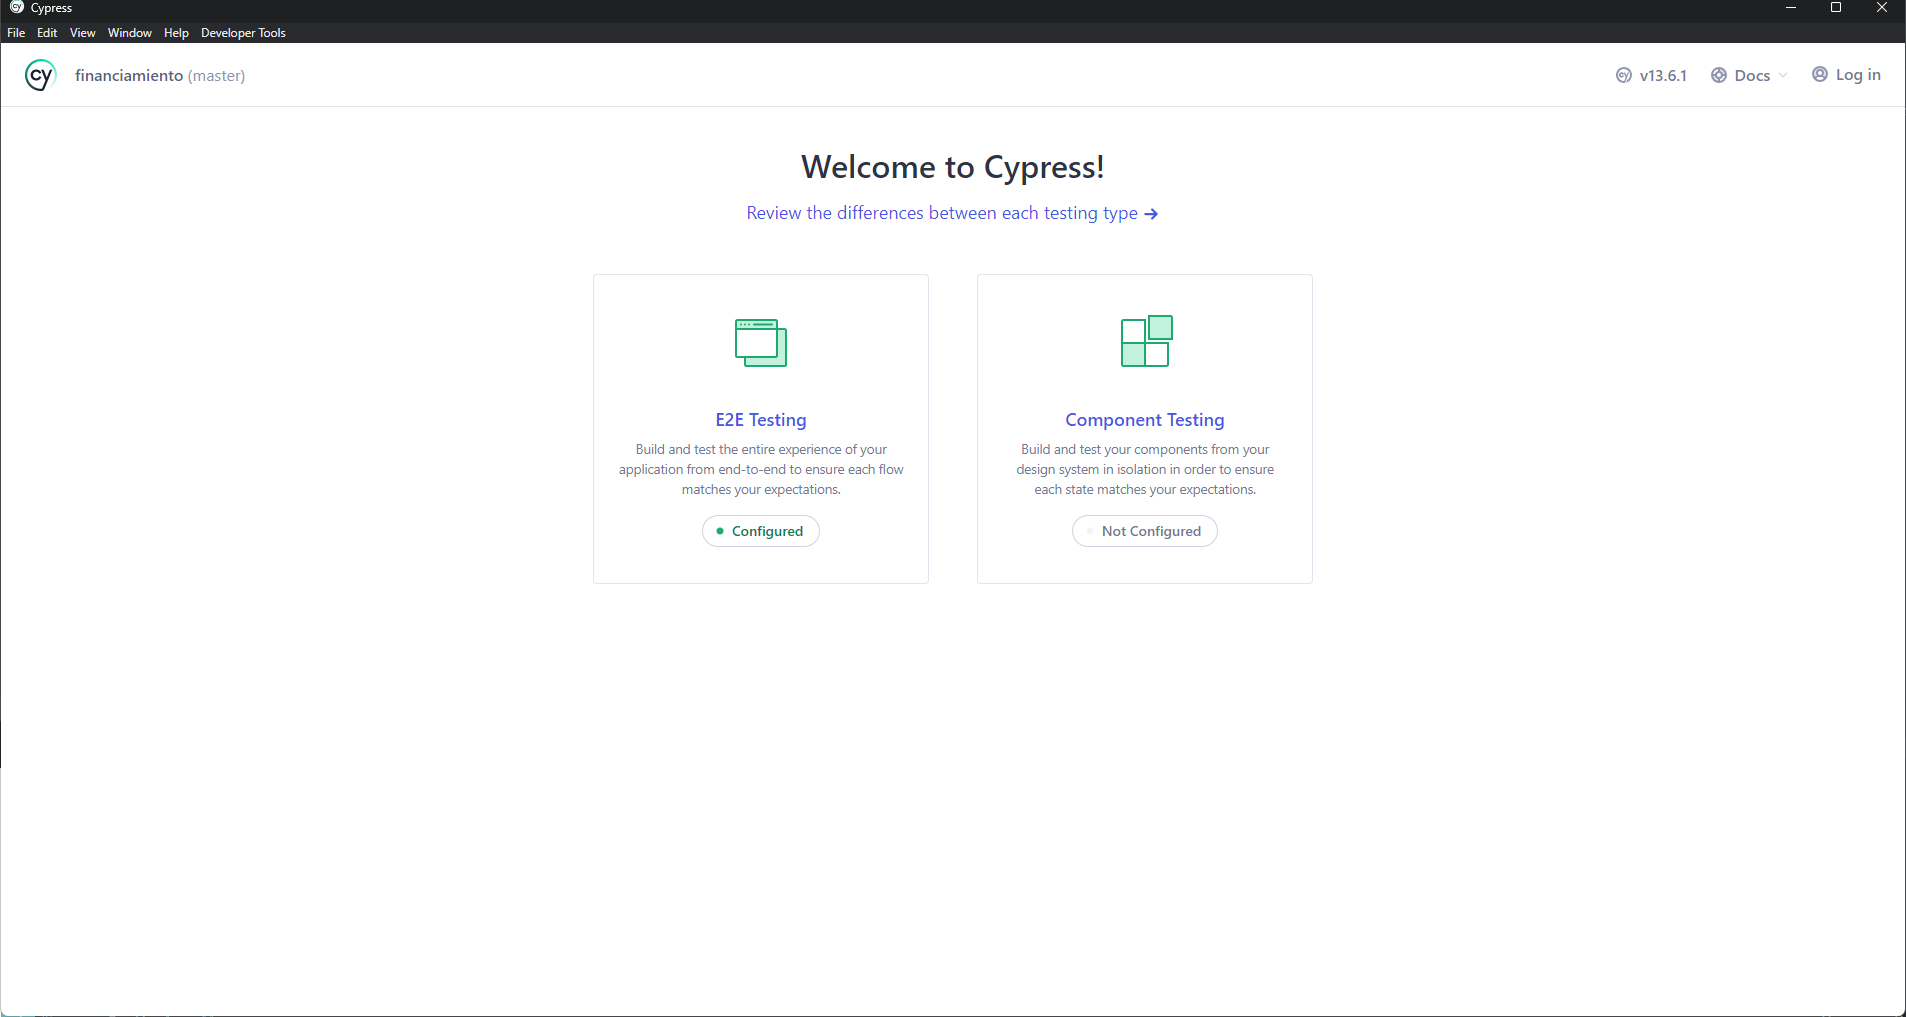 Cypress
File Edit View Window Help Developer Tools
cy financiamiento (master) cy v13.6.1 Docs Log in
Welcome to Cypress!
Review the differences between each testing type →
E2E Testing
Build and test the entire experience of your
application from end-to-end to ensure each flow
matches your expectations.
Configured
Component Testing
Build and test your components from your
design system in isolation in order to ensure
each state matches your expectations.
Not Configured